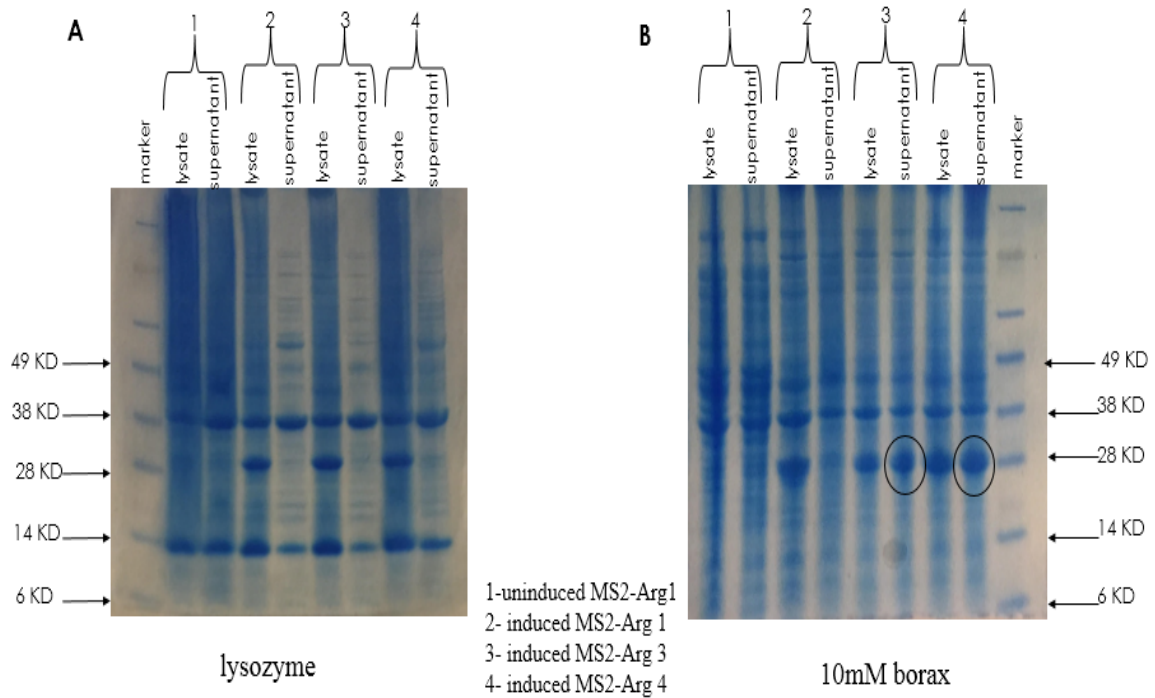 A
1 2 3 4
marker
lysate
supernatant
lysate
supernatant
lysate
supernatant
lysate
supernatant
49 KD
38 KD
28 KD
14 KD
6 KD
lysozyme
B
1 2 3 4
lysate
supernatant
lysate
supernatant
lysate
supernatant
lysate
supernatant
marker
49 KD
38 KD
28 KD
14 KD
6 KD
10mM borax
1-uninduced MS2-Arg1
2- induced MS2-Arg 1
3- induced MS2-Arg 3
4- induced MS2-Arg 4